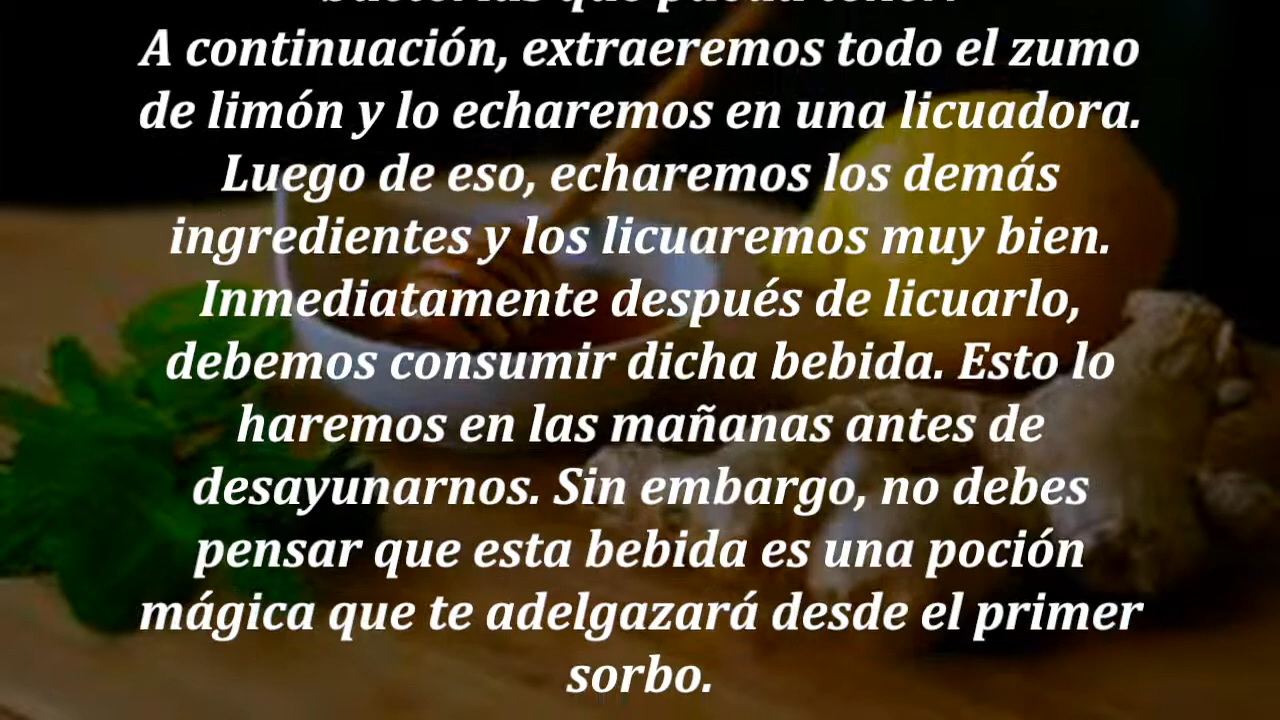 A continuación, extraeremos todo el zumo
de limón y lo echaremos en una licuadora.
Luego de eso, echaremos los demás
ingredientes y los licuaremos muy bien.
Inmediatamente después de licuarlo,
debemos consumir dicha bebida. Esto lo
haremos en las mañanas antes de
desayunarnos. Sin embargo, no debes
pensar que esta bebida es una poción
mágica que te adelgazará desde el primer
sorbo.